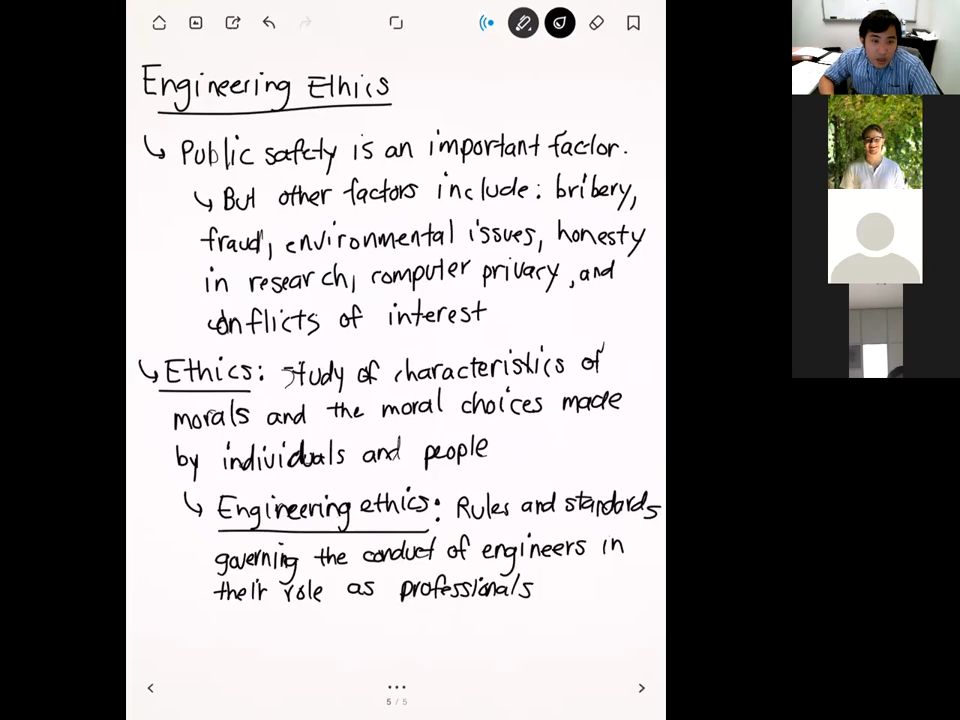 Engineering Ethics
↳ Public safety is an important factor.
↳ But other factors include: bribery,
fraud, environmental issues, honesty
in research, computer privacy, and
conflicts of interest
↳ Ethics: study of characteristics of
morals and the moral choices made
by individuals and people
↳ Engineering ethics: Rules and standards
governing the conduct of engineers in
their role as professionals
5 / 5